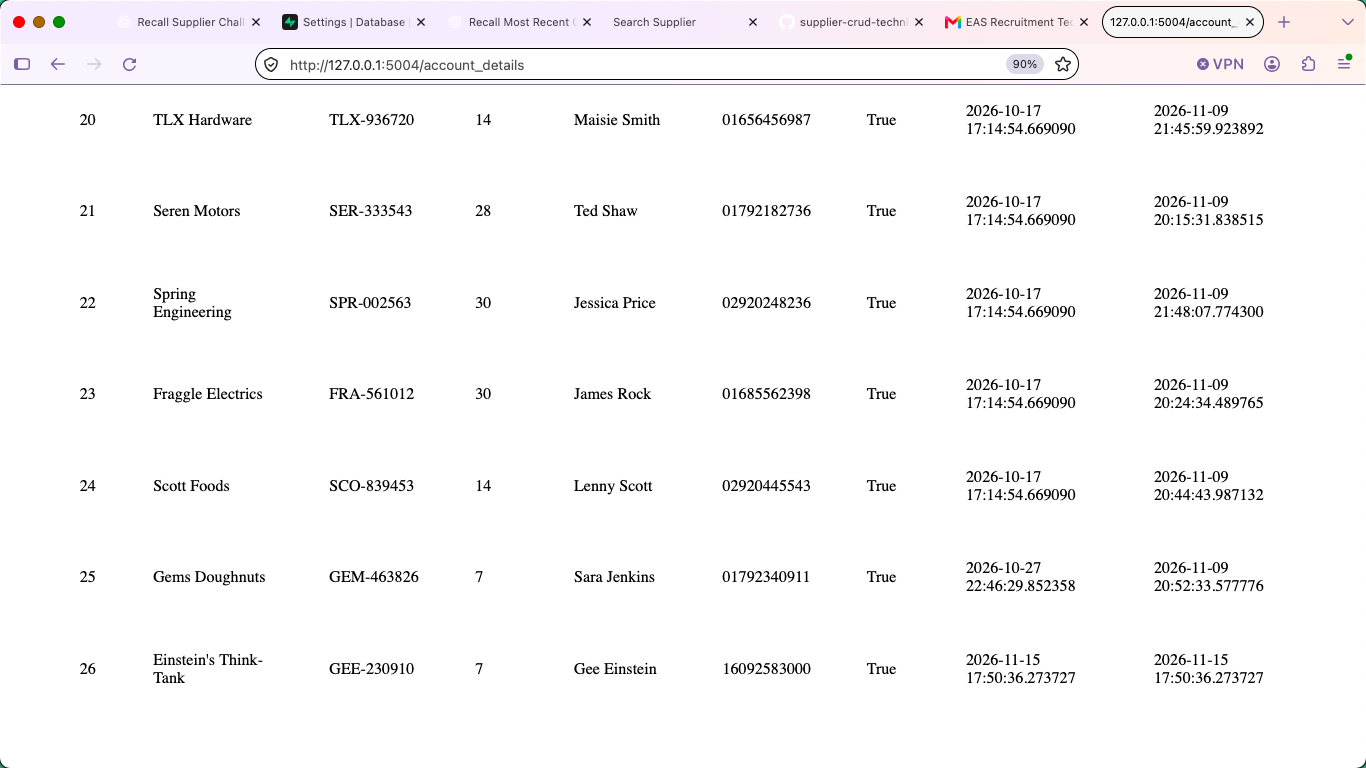 Recall Supplier Chall
Settings | Database
Recall Most Recent
Search Supplier
supplier-crud-techni
EAS Recruitment Tec
127.0.0.1:5004/account_
http://127.0.0.1:5004/account_details
90%
VPN
20 TLX Hardware TLX-936720 14 Maisie Smith 01656456987 True 2026-10-17 2026-11-09
17:14:54.669090 21:45:59.923892
21 Seren Motors SER-333543 28 Ted Shaw 01792182736 True 2026-10-17 2026-11-09
17:14:54.669090 20:15:31.838515
22 Spring SPR-002563 30 Jessica Price 02920248236 True 2026-10-17 2026-11-09
Engineering 17:14:54.669090 21:48:07.774300
23 Fraggle Electrics FRA-561012 30 James Rock 01685562398 True 2026-10-17 2026-11-09
17:14:54.669090 20:24:34.489765
24 Scott Foods SCO-839453 14 Lenny Scott 02920445543 True 2026-10-17 2026-11-09
17:14:54.669090 20:44:43.987132
25 Gems Doughnuts GEM-463826 7 Sara Jenkins 01792340911 True 2026-10-27 2026-11-09
22:46:29.852358 20:52:33.577776
26 Einstein's Think- GEE-230910 7 Gee Einstein 16092583000 True 2026-11-15 2026-11-15
Tank 17:50:36.273727 17:50:36.273727